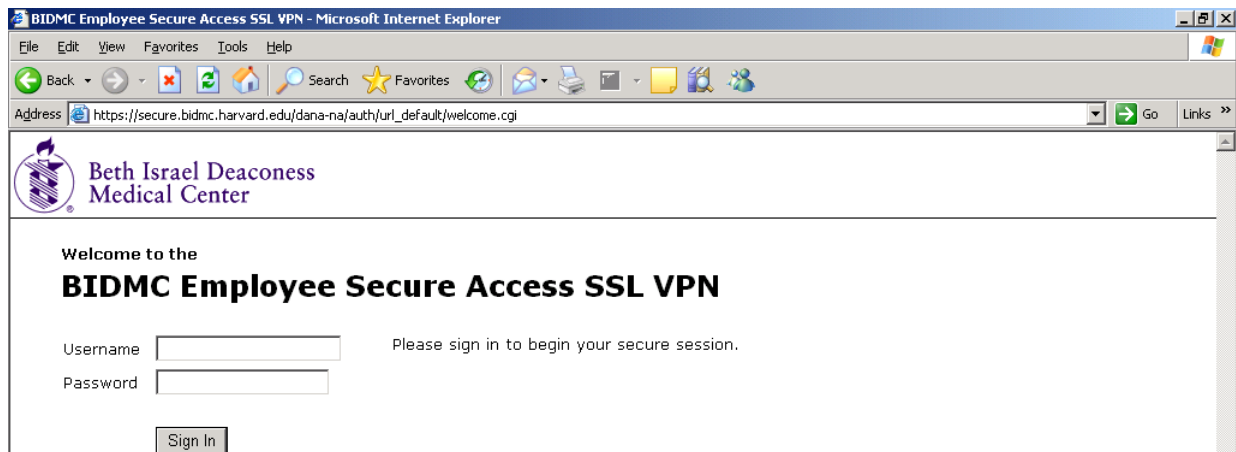 BIDMC Employee Secure Access SSL VPN - Microsoft Internet Explorer
File Edit View Favorites Tools Help
Back Search Favorites
Address https://secure.bidmc.harvard.edu/dana-na/auth/url_default/welcome.cgi Go Links »
Beth Israel Deaconess
Medical Center
®
Welcome to the
BIDMC Employee Secure Access SSL VPN
Username Please sign in to begin your secure session.
Password
Sign In